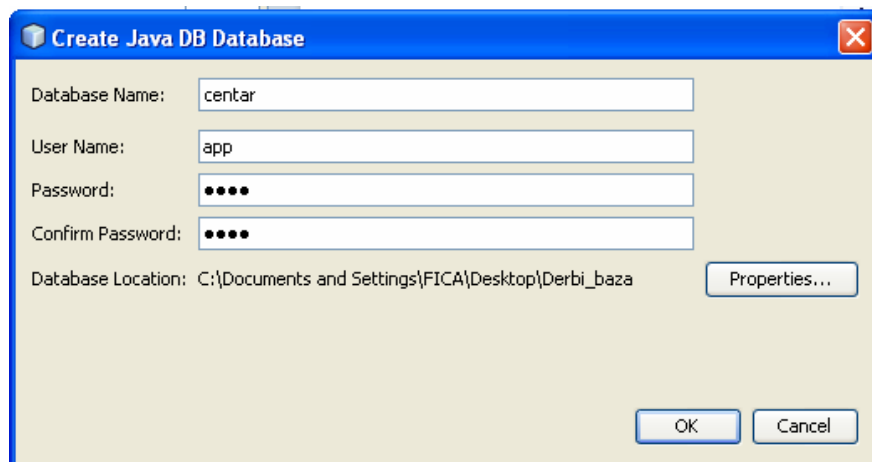 Create Java DB Database
Database Name: centar
User Name: app
Password: ●●●●
Confirm Password: ●●●●
Database Location: C:\Documents and Settings\FICA\Desktop\Derbi_baza Properties...
OK Cancel